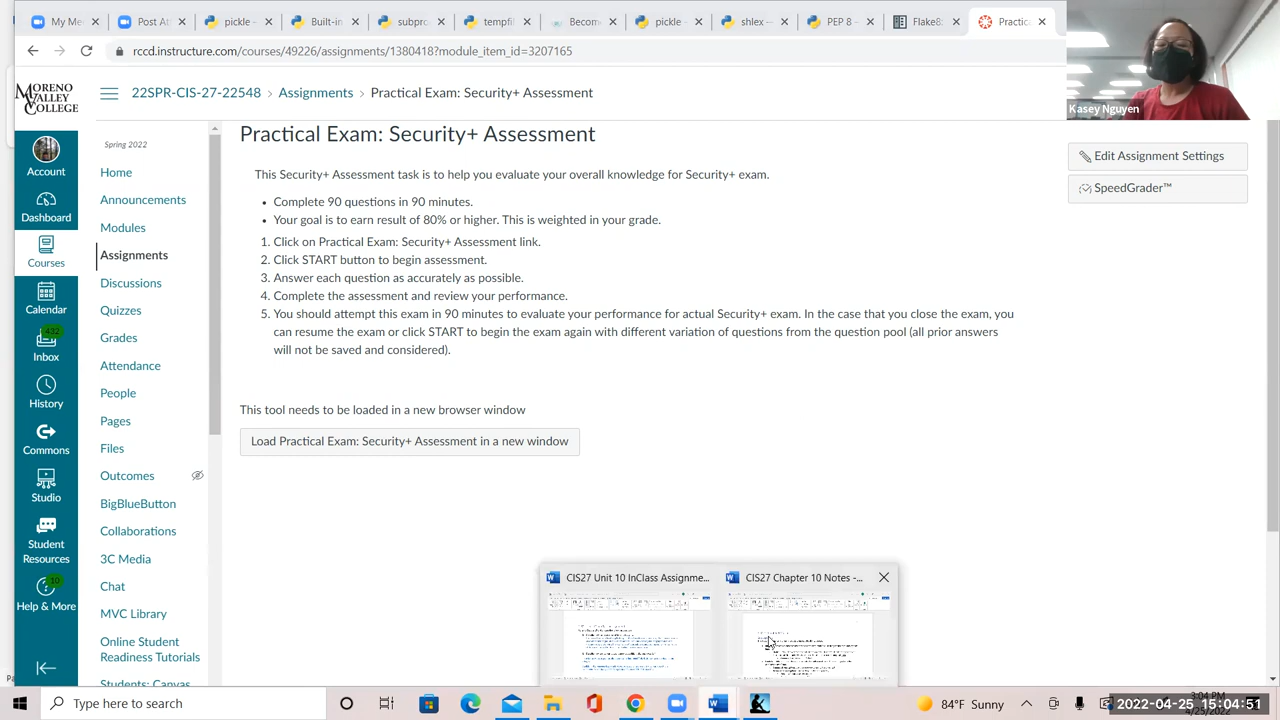 My Me
Post Att
pickle -
Built-in
subpro
tempfil
Becom
pickle -
shlex -
PEP 8 -
Flake8:
Practic
rccd.instructure.com/courses/49226/assignments/1380418?module_item_id=3207165
Kasey Nguyen
MORENO
VALLEY
COLLEGE
22SPR-CIS-27-22548 > Assignments > Practical Exam: Security+ Assessment
Account
Dashboard
Courses
Calendar
432
Inbox
History
Commons
Studio
Student
Resources
10
Help & More
Spring 2022
Home
Announcements
Modules
Assignments
Discussions
Quizzes
Grades
Attendance
People
Pages
Files
Outcomes
BigBlueButton
Collaborations
3C Media
Chat
MVC Library
Online Student
Readiness Tutorials
Students: Canvas
Practical Exam: Security+ Assessment
This Security+ Assessment task is to help you evaluate your overall knowledge for Security+ exam.
• Complete 90 questions in 90 minutes.
• Your goal is to earn result of 80% or higher. This is weighted in your grade.
1. Click on Practical Exam: Security+ Assessment link.
2. Click START button to begin assessment.
3. Answer each question as accurately as possible.
4. Complete the assessment and review your performance.
5. You should attempt this exam in 90 minutes to evaluate your performance for actual Security+ exam. In the case that you close the exam, you
can resume the exam or click START to begin the exam again with different variation of questions from the question pool (all prior answers
will not be saved and considered).
This tool needs to be loaded in a new browser window
Load Practical Exam: Security+ Assessment in a new window
Edit Assignment Settings
SpeedGrader™
CIS27 Unit 10 InClass Assignme...
CIS27 Chapter 10 Notes -...
Type here to search
84°F Sunny
3:04 PM
2022-04-25 15:04:51